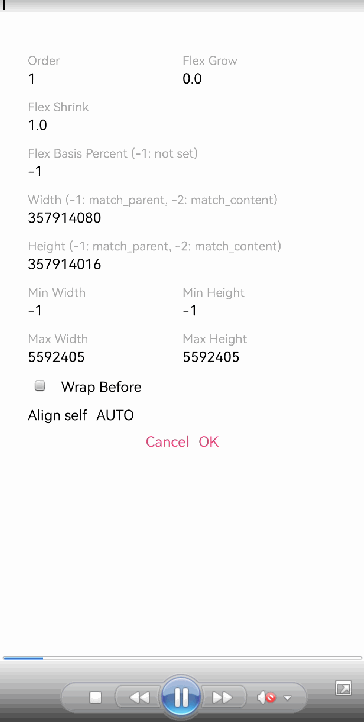 Order Flex Grow
1 0.0
Flex Shrink
1.0
Flex Basis Percent (-1: not set)
-1
Width (-1: match_parent, -2: match_content)
357914080
Height (-1: match_parent, -2: match_content)
357914016
Min Width Min Height
-1 -1
Max Width Max Height
5592405 5592405
Wrap Before
Align self AUTO
Cancel OK